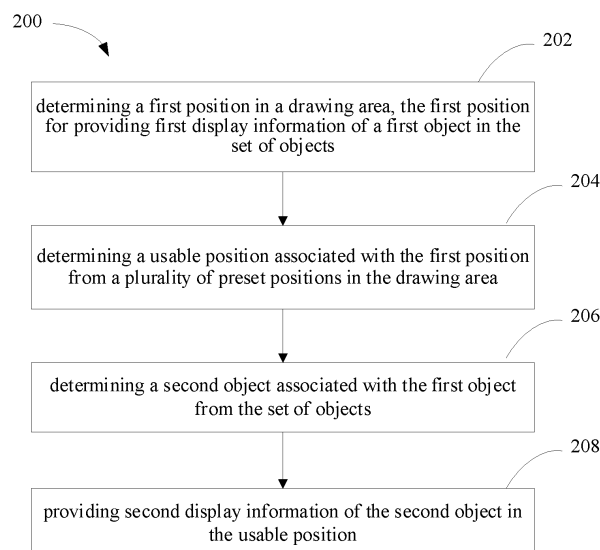 200
202
determining a first position in a drawing area, the first position
for providing first display information of a first object in the
set of objects
204
determining a usable position associated with the first position
from a plurality of preset positions in the drawing area
206
determining a second object associated with the first object
from the set of objects
208
providing second display information of the second object in
the usable position